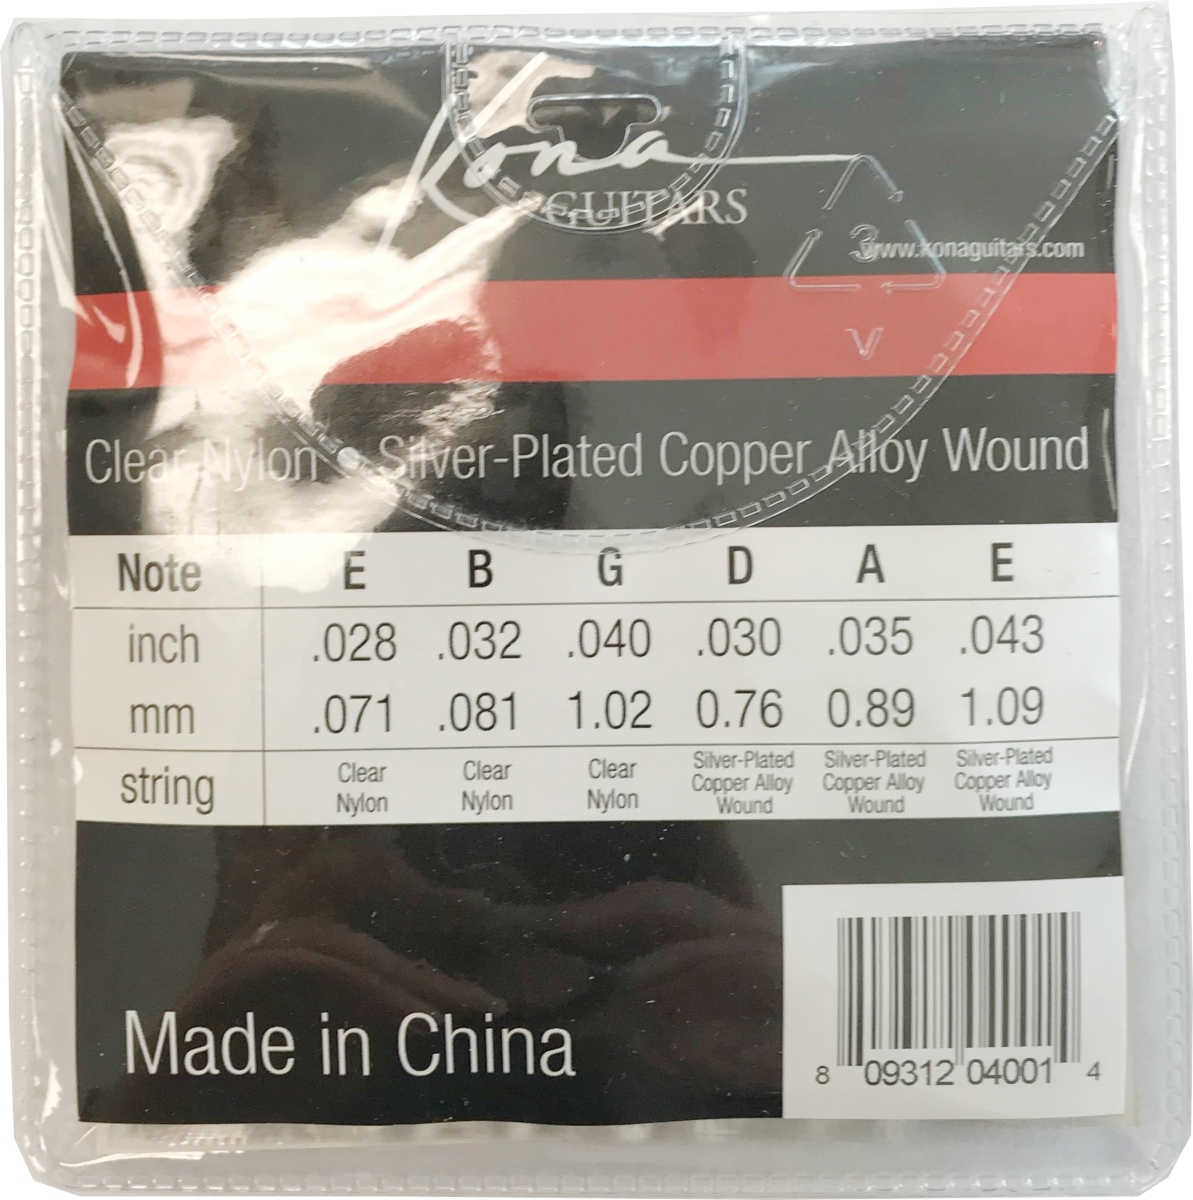 Kona
GUITARS
3
www.konaguitars.com
V
Clear Nylon • Silver-Plated Copper Alloy Wound
Note E B G D A E
inch .028 .032 .040 .030 .035 .043
mm .071 .081 1.02 0.76 0.89 1.09
string Clear Nylon Clear Nylon Clear Nylon Silver-Plated Copper Alloy Wound Silver-Plated Copper Alloy Wound Silver-Plated Copper Alloy Wound
Made in China
8 09312 04001 4